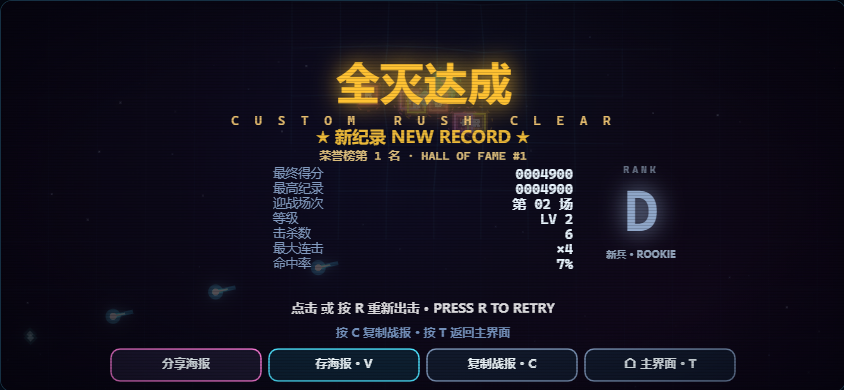 全灭达成
CUSTOM RUSH CLEAR
★ 新纪录 NEW RECORD ★
荣誉榜第 1 名 · HALL OF FAME #1
最终得分 0004900
最高纪录 0004900
迎战场次 第 02 场
等级 LV 2
击杀数 6
最大连击 ×4
命中率 7%
RANK
D
新兵 • ROOKIE
点击 或 按 R 重新出击 • PRESS R TO RETRY
按 C 复制战报 • 按 T 返回主界面
分享海报
存海报 • V
复制战报 • C
主界面 • T